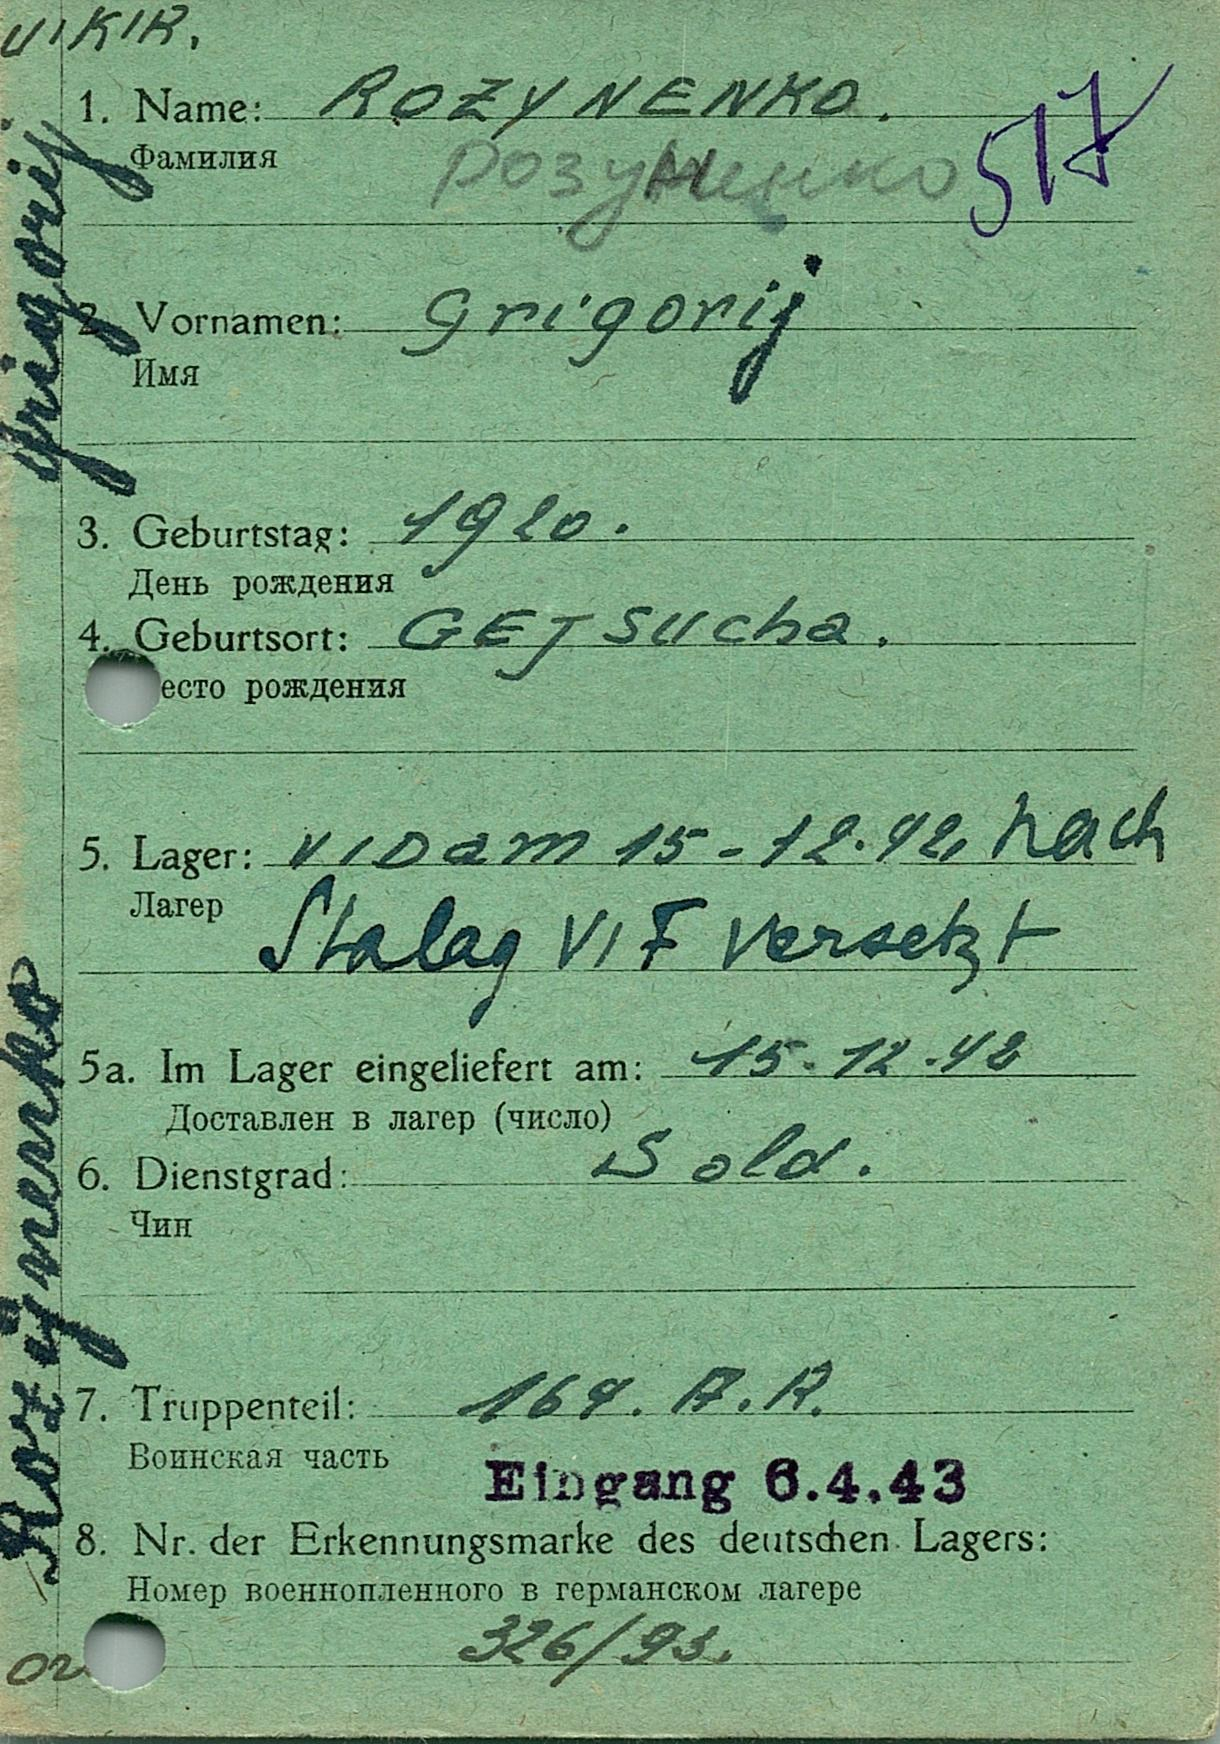 UKR.
1. Name: ROZYNENKO.
Фамилия
Розуненко
517
2. Vornamen: Grigorij
Имя
3. Geburtstag: 1920.
День рождения
4. Geburtsort: GEJSUcha.
есто рождения
5. Lager: VI D am 15-12.42, nach
Лагер
Stalag VI F versetzt
5a. Im Lager eingeliefert am: 15-12-42
Доставлен в лагер (число)
6. Dienstgrad: Sold.
Чин
7. Truppenteil: 164. A.R.
Воинская часть
Eingang 6.4.43
8. Nr. der Erkennungsmarke des deutschen Lagers:
Номер военнопленного в германском лагере
326/93.
Rozynenko Grigorij